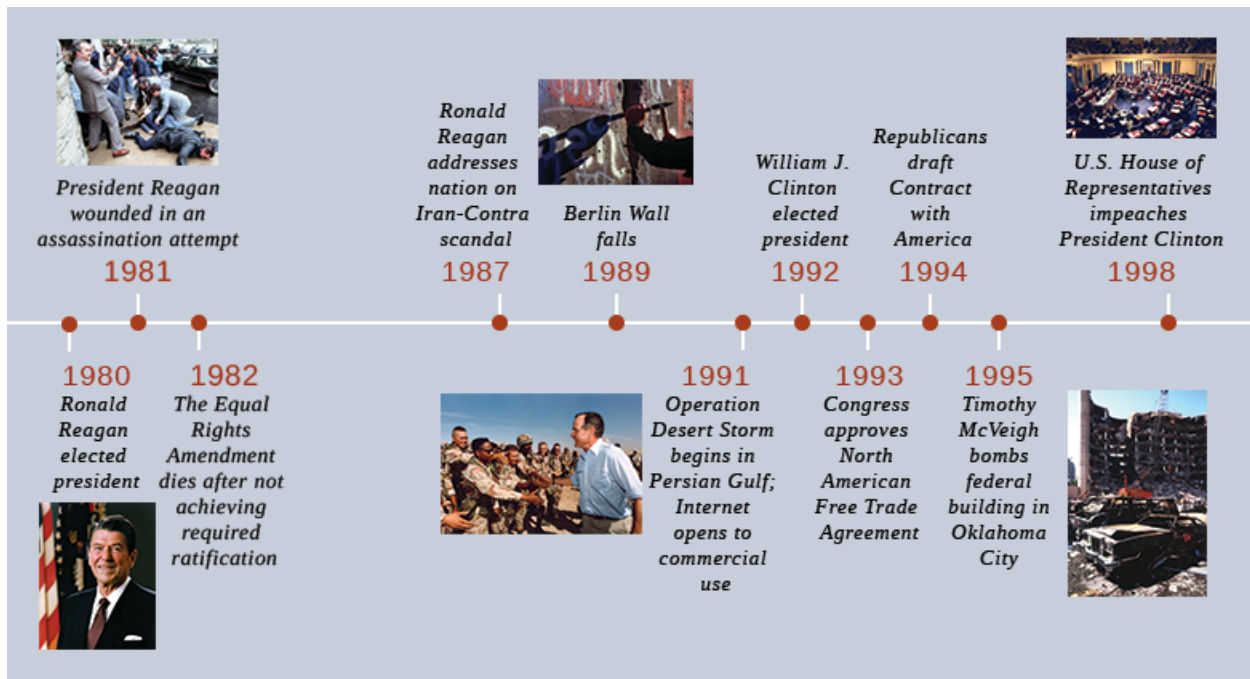 President Reagan
wounded in an
assassination attempt
1981
Ronald
Reagan
addresses
nation on
Iran-Contra
scandal
1987
Berlin Wall
falls
1989
William J.
Clinton
elected
president
1992
Republicans
draft
Contract
with
America
1994
U.S. House of
Representatives
impeaches
President Clinton
1998
1980
Ronald
Reagan
elected
president
1982
The Equal
Rights
Amendment
dies after not
achieving
required
ratification
1991
Operation
Desert Storm
begins in
Persian Gulf;
Internet
opens to
commercial
use
1993
Congress
approves
North
American
Free Trade
Agreement
1995
Timothy
McVeigh
bombs
federal
building in
Oklahoma
City